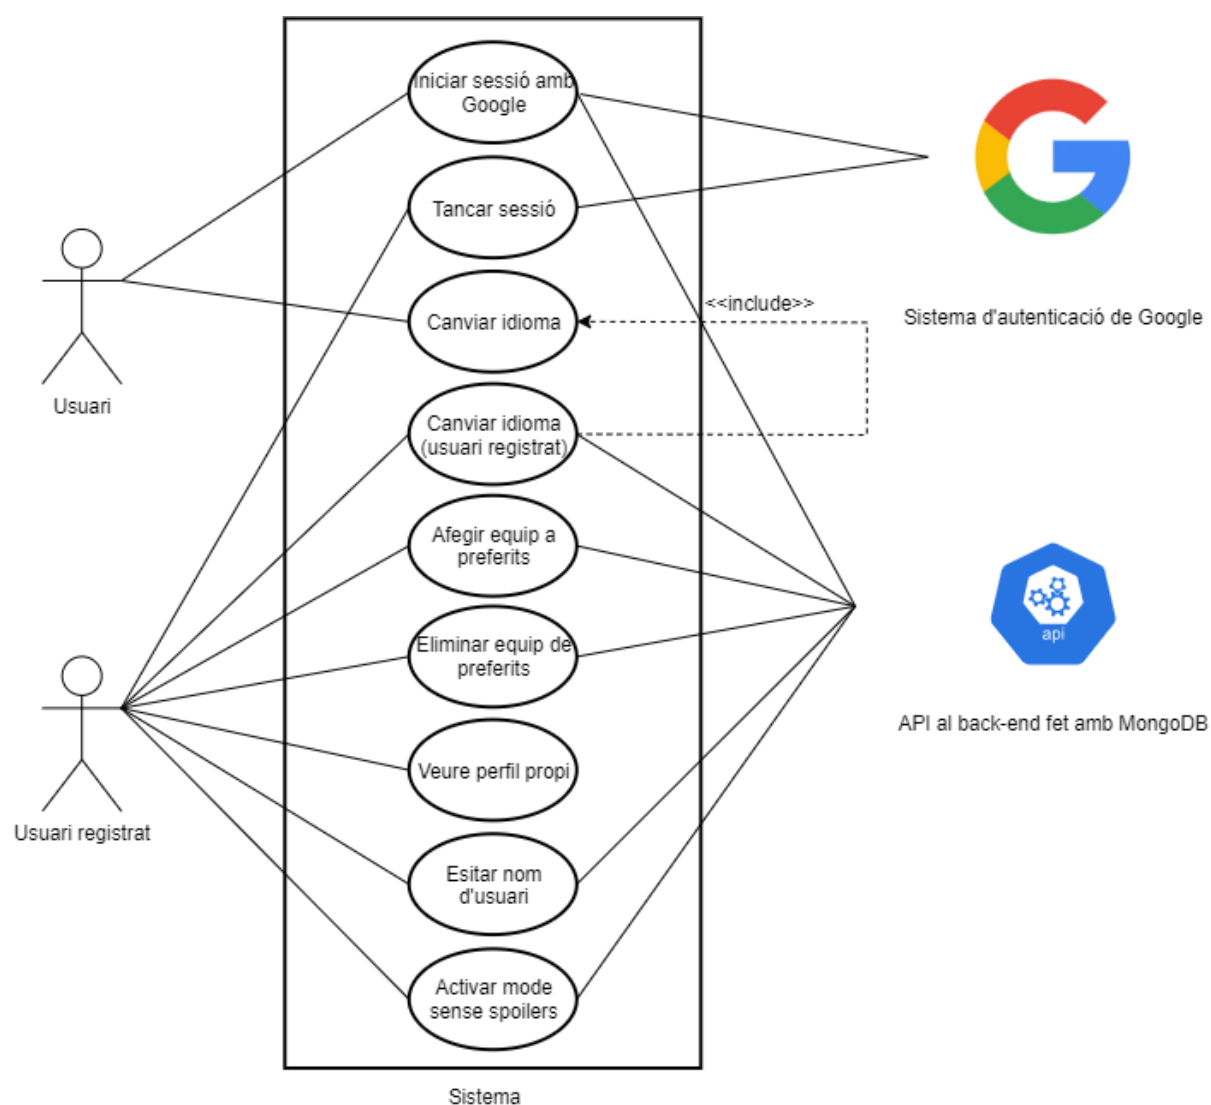 Iniciar sessió amb
Google
Tancar sessió
<<include>>
Canviar idioma
Sistema d'autenticació de Google
Usuari
Canviar idioma
(usuari registrat)
Afegir equip a
preferits
api
Eliminar equip de
preferits
API al back-end fet amb MongoDB
Veure perfil propi
Usuari registrat
Esitar nom
d'usuari
Activar mode
sense spoilers
Sistema